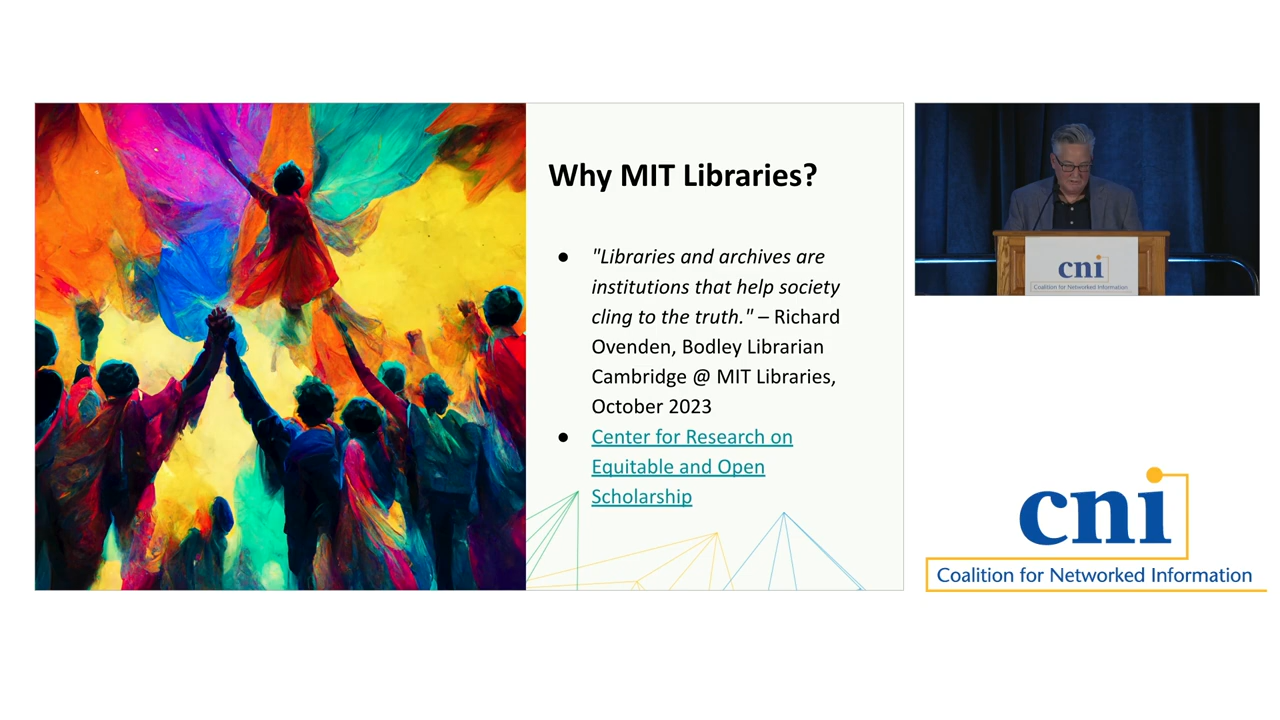 Why MIT Libraries?
● "Libraries and archives are
institutions that help society
cling to the truth." – Richard
Ovenden, Bodley Librarian
Cambridge @ MIT Libraries,
October 2023
● Center for Research on
Equitable and Open
Scholarship
cni
Coalition for Networked Information
cni
Coalition for Networked Information